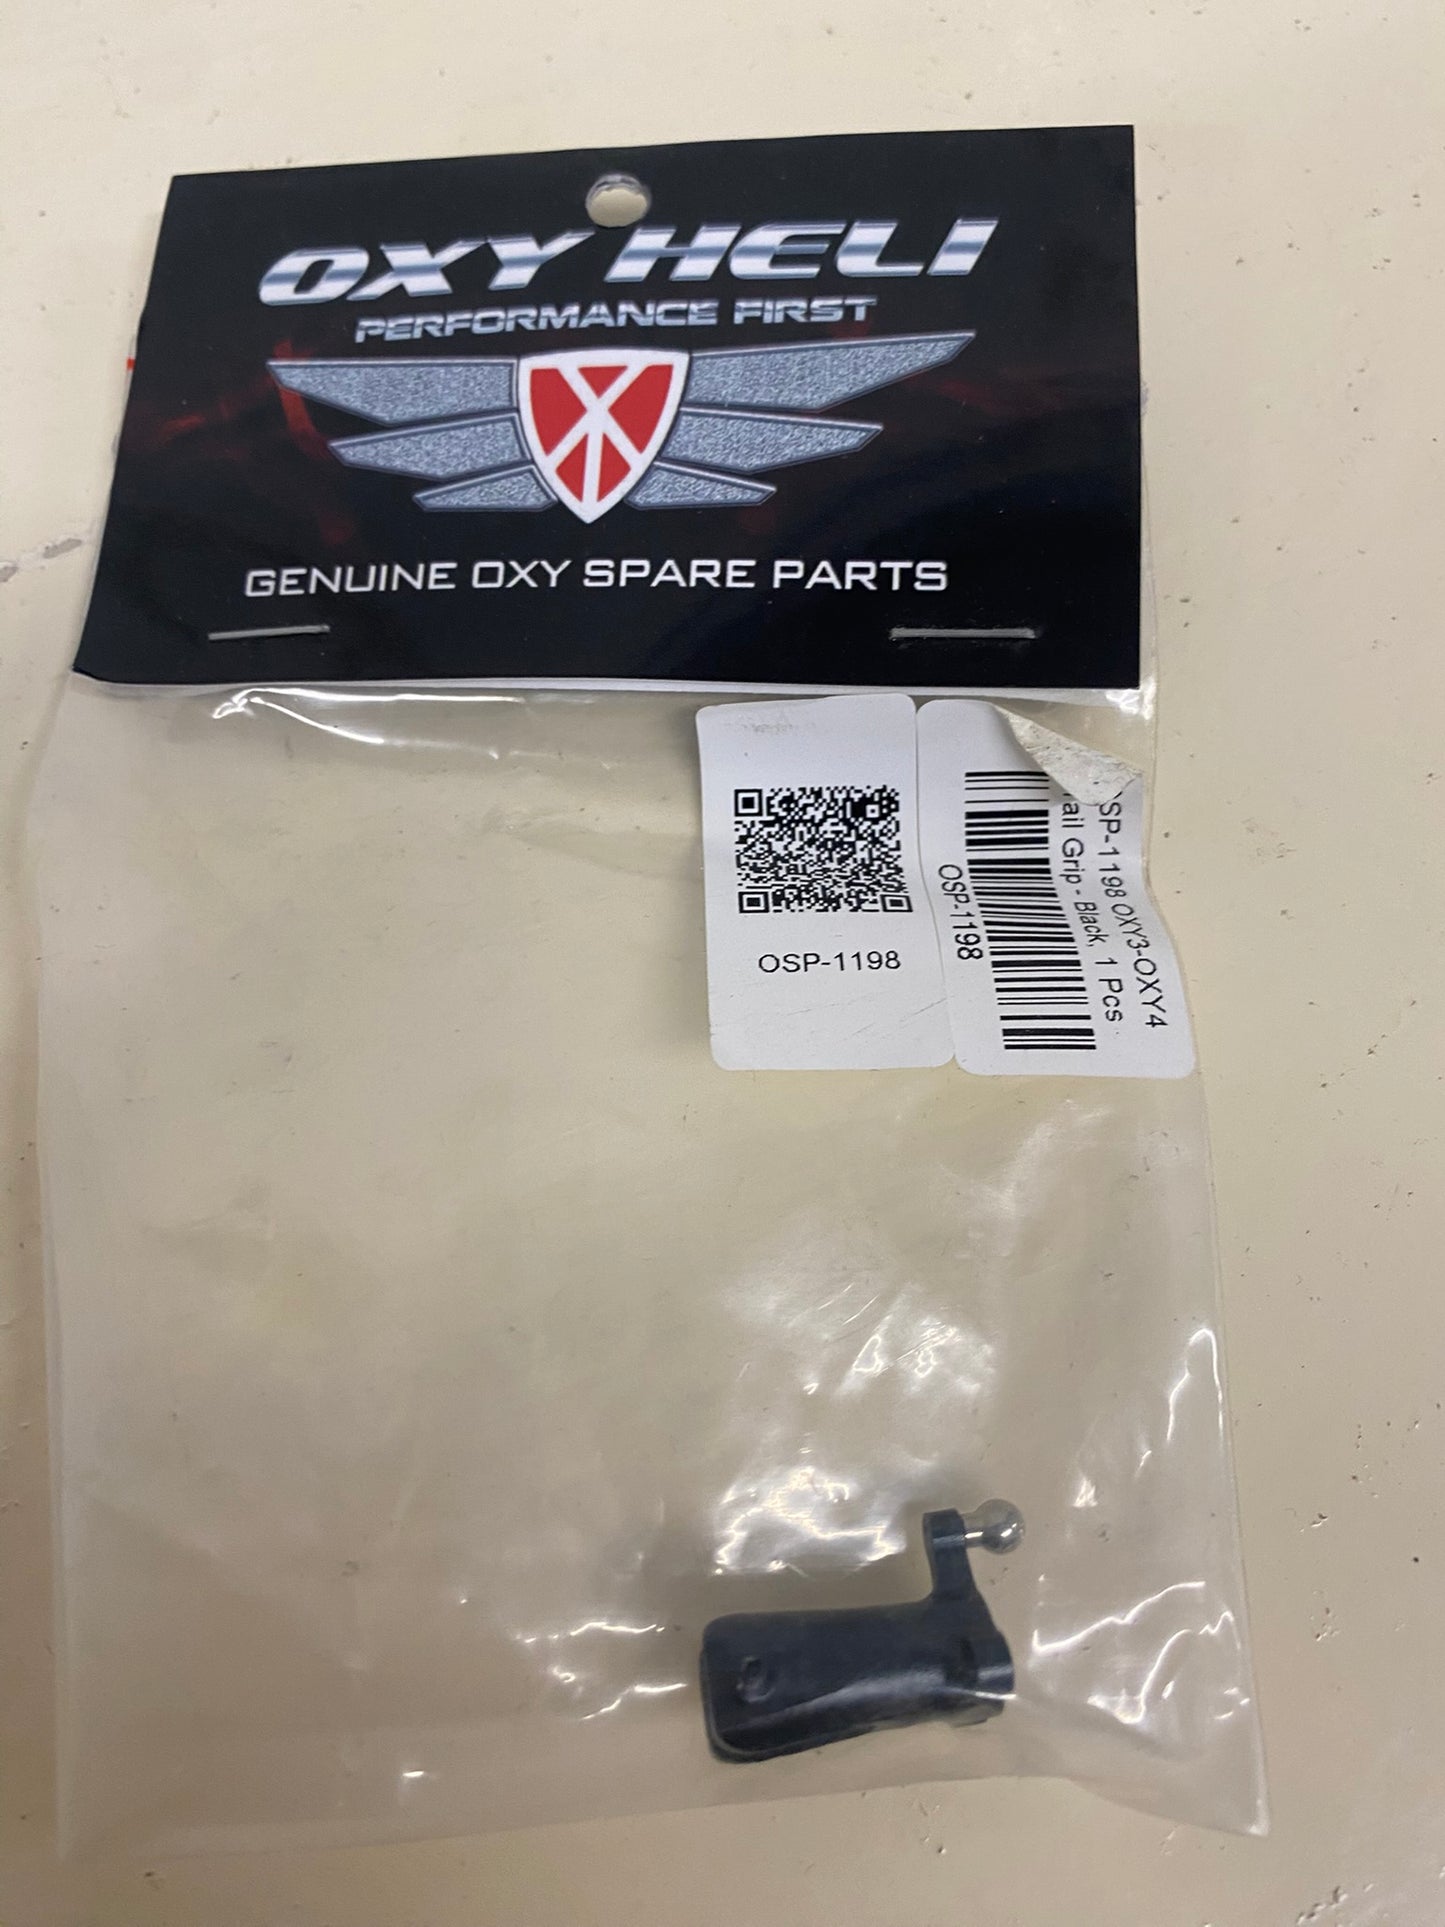 OXY HELI
PERFORMANCE FIRST
GENUINE OXY SPARE PARTS
OSP-1198
SP-1198 OXY3-OXY4
ail Grip - Black, 1 Pcs
OSP-1198